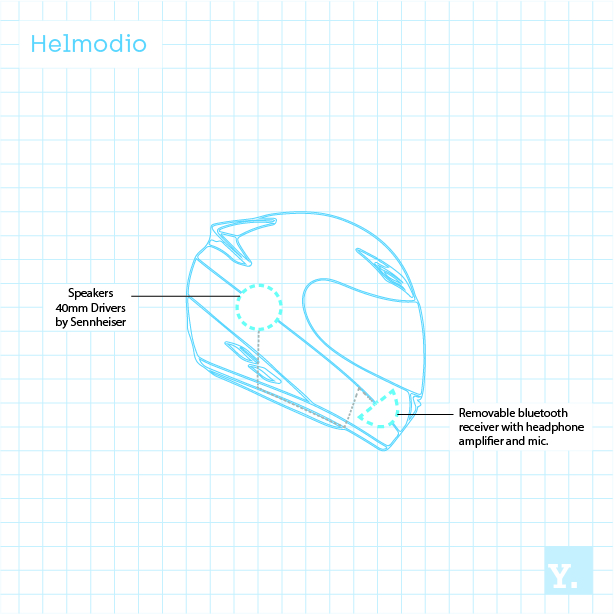 Helmodio
Speakers
40mm Drivers
by Sennheiser
Removable bluetooth
receiver with headphone
amplifier and mic.
Y.